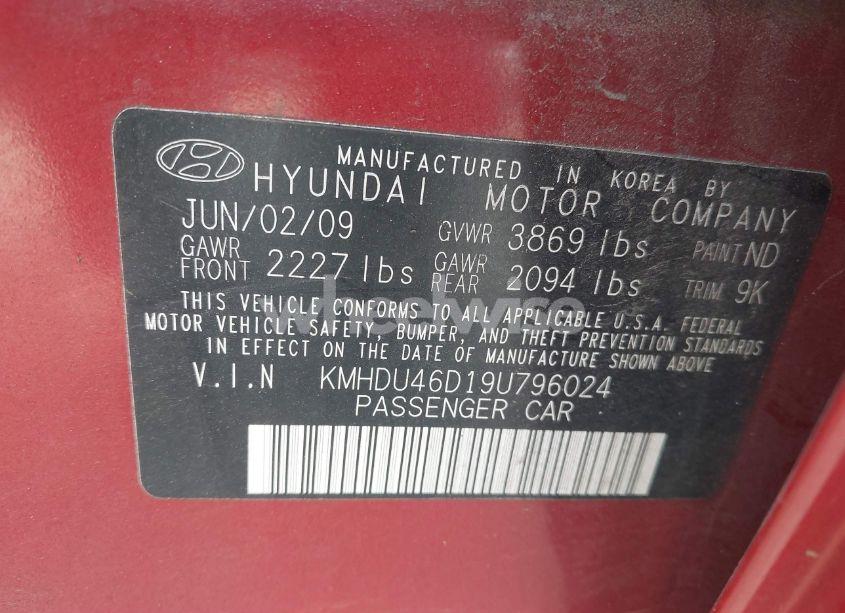 MANUFACTURED IN KOREA BY
HYUNDAI MOTOR COMPANY
JUN/02/09 GVWR 3869 lbs PAINT ND
GAWR FRONT 2227 lbs GAWR REAR 2094 lbs TRIM 9K
THIS VEHICLE CONFORMS TO ALL APPLICABLE U.S.A. FEDERAL
MOTOR VEHICLE SAFETY, BUMPER, AND THEFT PREVENTION STANDARDS
IN EFFECT ON THE DATE OF MANUFACTURE SHOWN ABOVE
V.I.N KMHDU46D19U796024
PASSENGER CAR